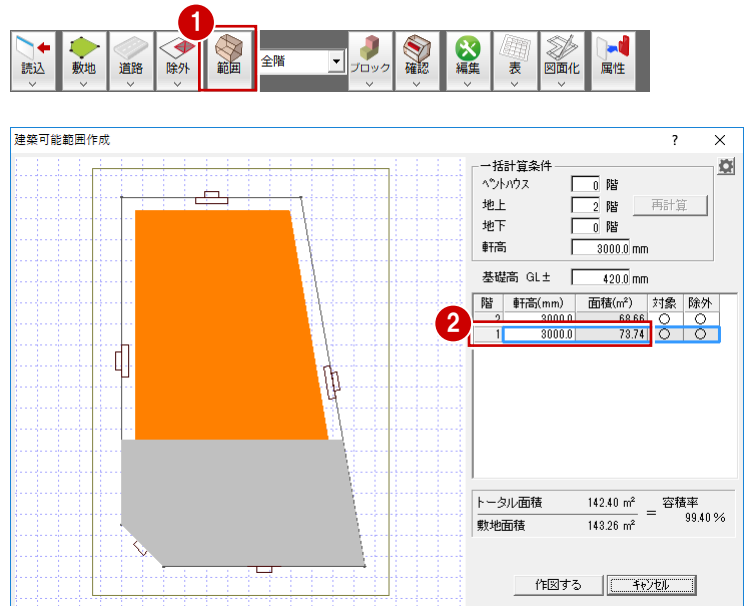 1
読込 敷地 道路 除外 範囲 全階 ブロック 確認 編集 表 図面化 属性
建築可能範囲作成 ? ×
一括計算条件
ペントハウス 0 階
地上 2 階 再計算
地下 0 階
軒高 3000.0 mm
基礎高 GL± 420.0 mm
階 軒高(mm) 面積(m²) 対象 除外
2 3000.0 68.66 ○ ○
2
1 3000.0 73.74 ○ ○
トータル面積 142.40 m² = 容積率
敷地面積 143.26 m² 99.40 %
作図する キャンセル